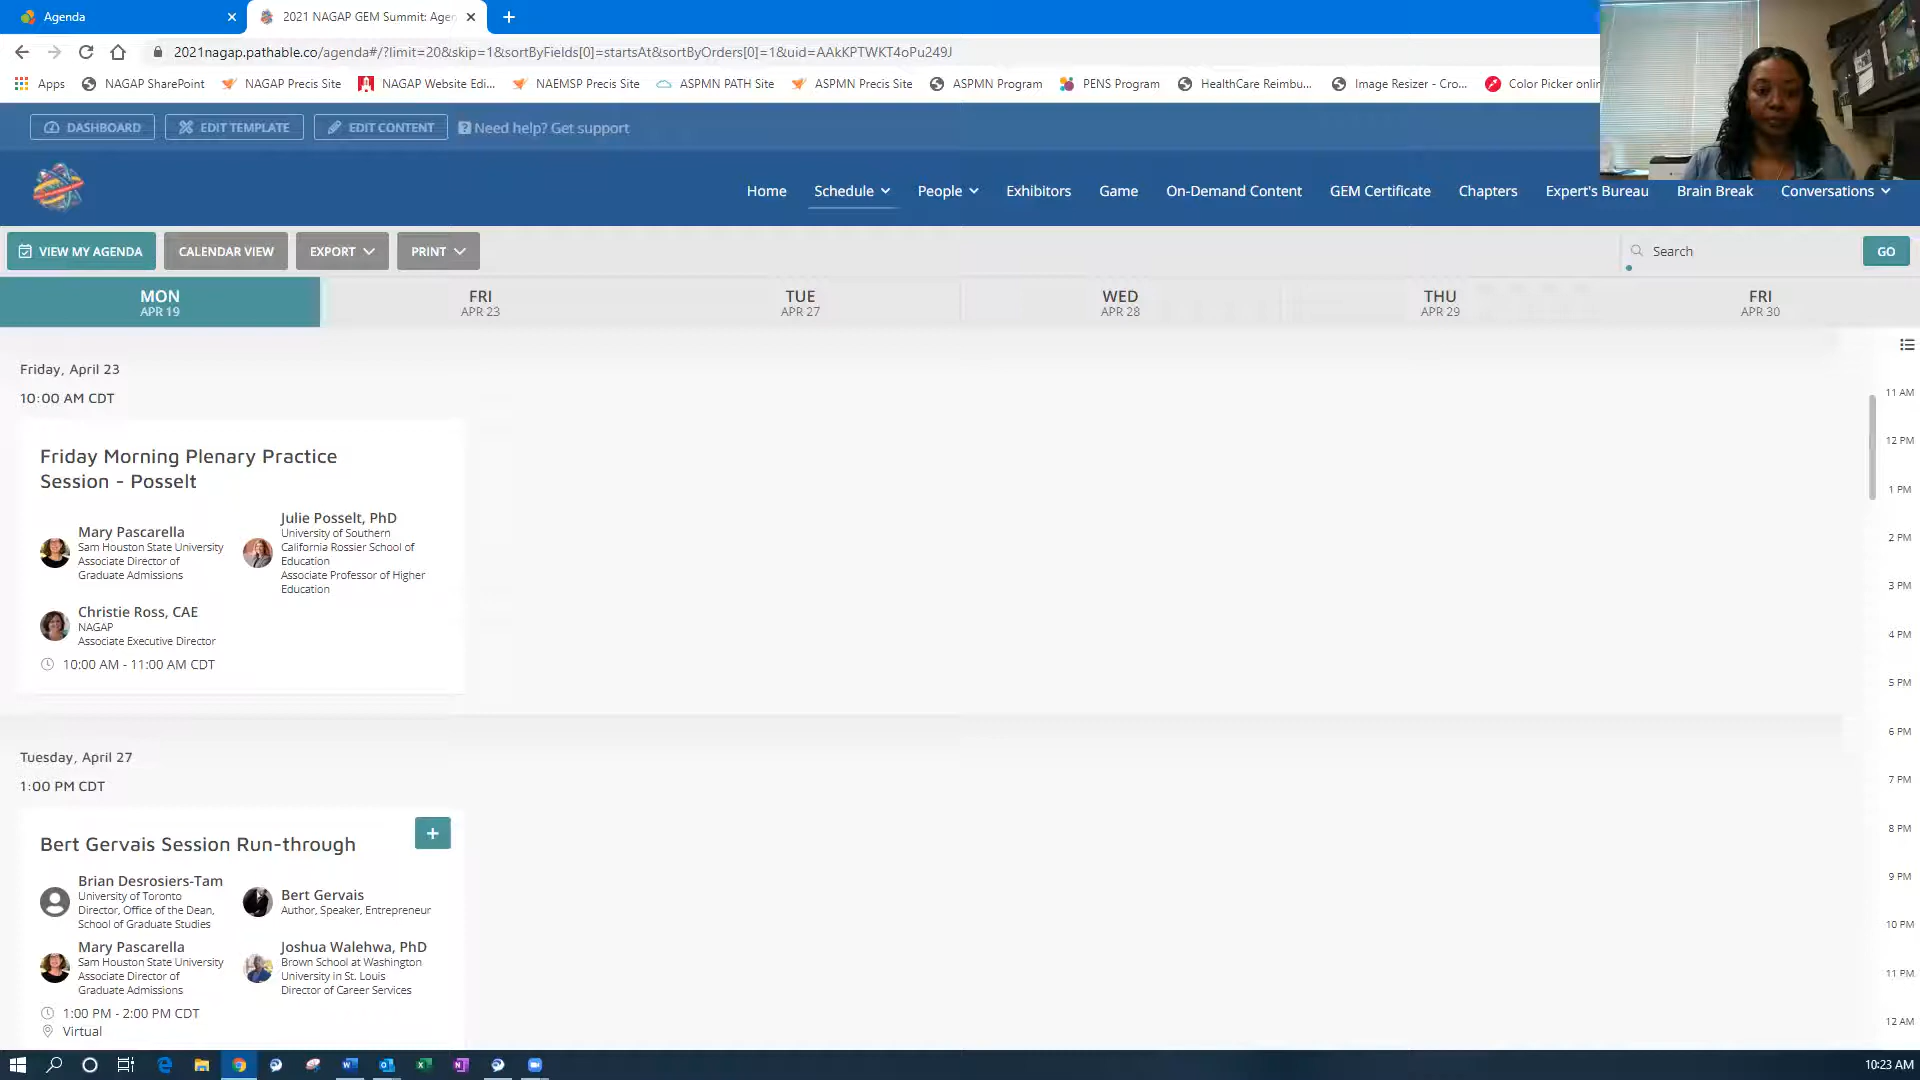 Agenda
2021 NAGAP GEM Summit: Agen
2021nagap.pathable.co/agenda#/?limit=20&skip=1&sortByFields[0]=startsAt&sortByOrders[0]=1&uid=AAkKPTWKT4oPu249J
Apps NAGAP SharePoint NAGAP Precis Site NAGAP Website Edi... NAEMSP Precis Site ASPMN PATH Site ASPMN Precis Site ASPMN Program PENS Program HealthCare Reimbu... Image Resizer - Cro... Color Picker onlin
DASHBOARD EDIT TEMPLATE EDIT CONTENT Need help? Get support
Home Schedule People Exhibitors Game On-Demand Content GEM Certificate Chapters Expert's Bureau Brain Break Conversations
VIEW MY AGENDA CALENDAR VIEW EXPORT PRINT Search GO
MON FRI TUE WED THU FRI
APR 19 APR 23 APR 27 APR 28 APR 29 APR 30
Friday, April 23
10:00 AM CDT
Friday Morning Plenary Practice
Session - Posselt
Mary Pascarella
Sam Houston State University
Associate Director of
Graduate Admissions
Julie Posselt, PhD
University of Southern
California Rossier School of
Education
Associate Professor of Higher
Education
Christie Ross, CAE
NAGAP
Associate Executive Director
10:00 AM - 11:00 AM CDT
Tuesday, April 27
1:00 PM CDT
Bert Gervais Session Run-through
+
Brian Desrosiers-Tam
University of Toronto
Director, Office of the Dean,
School of Graduate Studies
Bert Gervais
Author, Speaker, Entrepreneur
Mary Pascarella
Sam Houston State University
Associate Director of
Graduate Admissions
Joshua Walehwa, PhD
Brown School at Washington
University in St. Louis
Director of Career Services
1:00 PM - 2:00 PM CDT
Virtual
11 AM
12 PM
1 PM
2 PM
3 PM
4 PM
5 PM
6 PM
7 PM
8 PM
9 PM
10 PM
11 PM
12 AM
10:23 AM